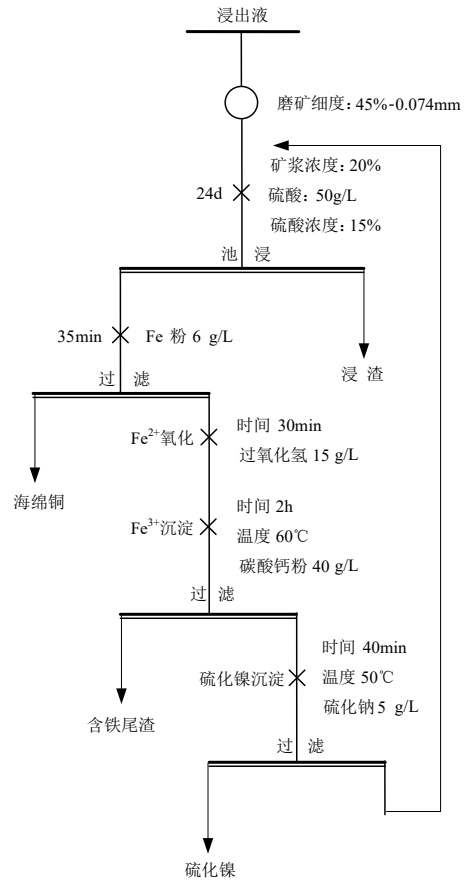 浸出液
磨矿细度：45%-0.074mm
矿浆浓度：20%
24d
硫酸：50g/L
硫酸浓度：15%
池 浸
35min
Fe 粉 6 g/L
浸 渣
过 滤
Fe²⁺氧化
时间 30min
过氧化氢 15 g/L
海绵铜
Fe³⁺沉淀
时间 2h
温度 60℃
碳酸钙粉 40 g/L
过 滤
时间 40min
硫化镍沉淀
温度 50℃
硫化钠 5 g/L
含铁尾渣
过 滤
硫化镍